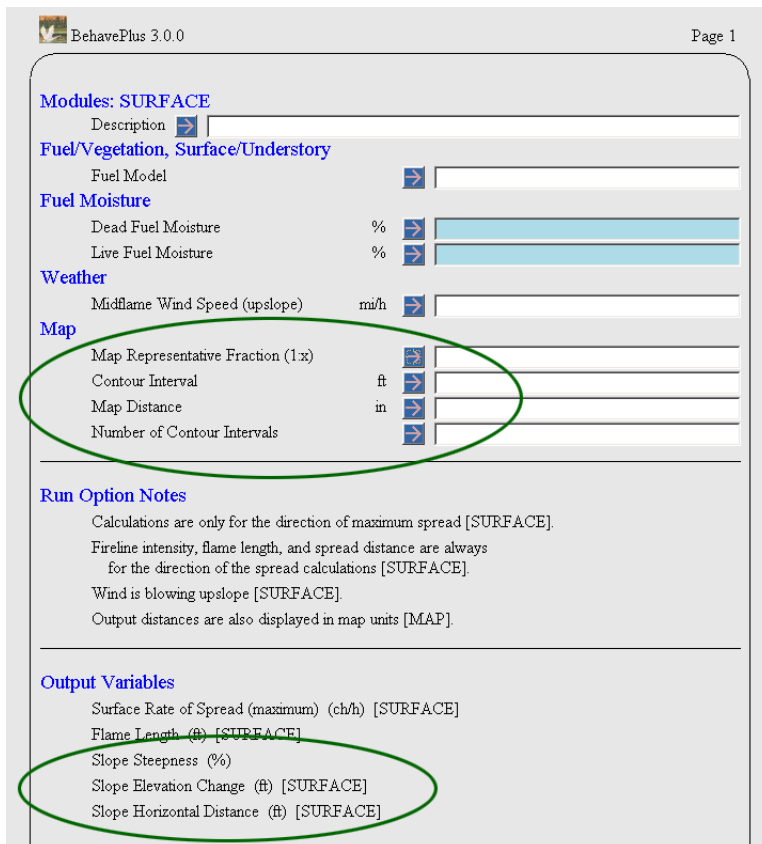 BehavePlus 3.0.0 Page 1
Modules: SURFACE
Description
Fuel/Vegetation, Surface/Understory
Fuel Model
Fuel Moisture
Dead Fuel Moisture %
Live Fuel Moisture %
Weather
Midflame Wind Speed (upslope) mi/h
Map
Map Representative Fraction (1:x)
Contour Interval ft
Map Distance in
Number of Contour Intervals
Run Option Notes
Calculations are only for the direction of maximum spread [SURFACE].
Fireline intensity, flame length, and spread distance are always
for the direction of the spread calculations [SURFACE].
Wind is blowing upslope [SURFACE].
Output distances are also displayed in map units [MAP].
Output Variables
Surface Rate of Spread (maximum) (ch/h) [SURFACE]
Flame Length (ft) [SURFACE]
Slope Steepness (%)
Slope Elevation Change (ft) [SURFACE]
Slope Horizontal Distance (ft) [SURFACE]